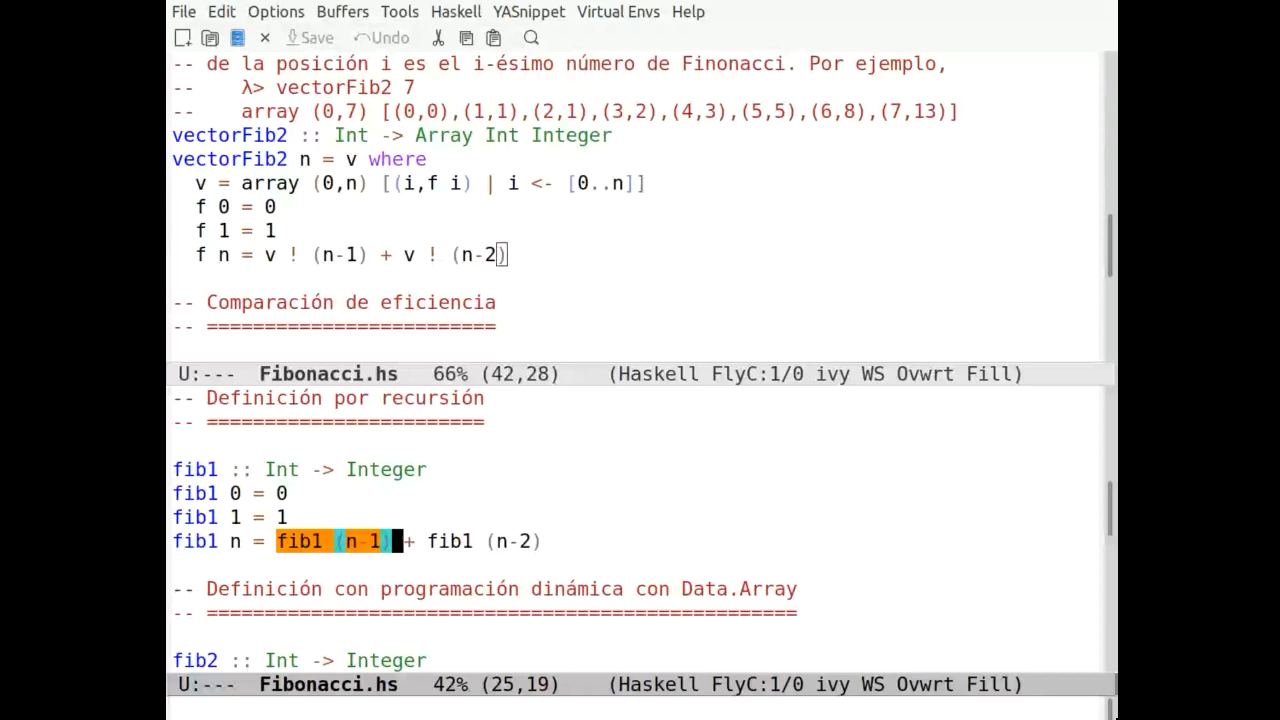 File Edit Options Buffers Tools Haskell YASnippet Virtual Envs Help
Save Undo
-- de la posición i es el i-ésimo número de Finonacci. Por ejemplo,
--    λ> vectorFib2 7
--    array (0,7) [(0,0),(1,1),(2,1),(3,2),(4,3),(5,5),(6,8),(7,13)]
vectorFib2 :: Int -> Array Int Integer
vectorFib2 n = v where
  v = array (0,n) [(i,f i) | i <- [0..n]]
  f 0 = 0
  f 1 = 1
  f n = v ! (n-1) + v ! (n-2)
-- Comparación de eficiencia
-- =========================
U:---  Fibonacci.hs   66% (42,28)    (Haskell FlyC:1/0 ivy WS Ovwrt Fill)
-- Definición por recursión
-- ========================
fib1 :: Int -> Integer
fib1 0 = 0
fib1 1 = 1
fib1 n = fib1 (n-1) + fib1 (n-2)
-- Definición con programación dinámica con Data.Array
-- ===================================================
fib2 :: Int -> Integer
U:---  Fibonacci.hs   42% (25,19)    (Haskell FlyC:1/0 ivy WS Ovwrt Fill)